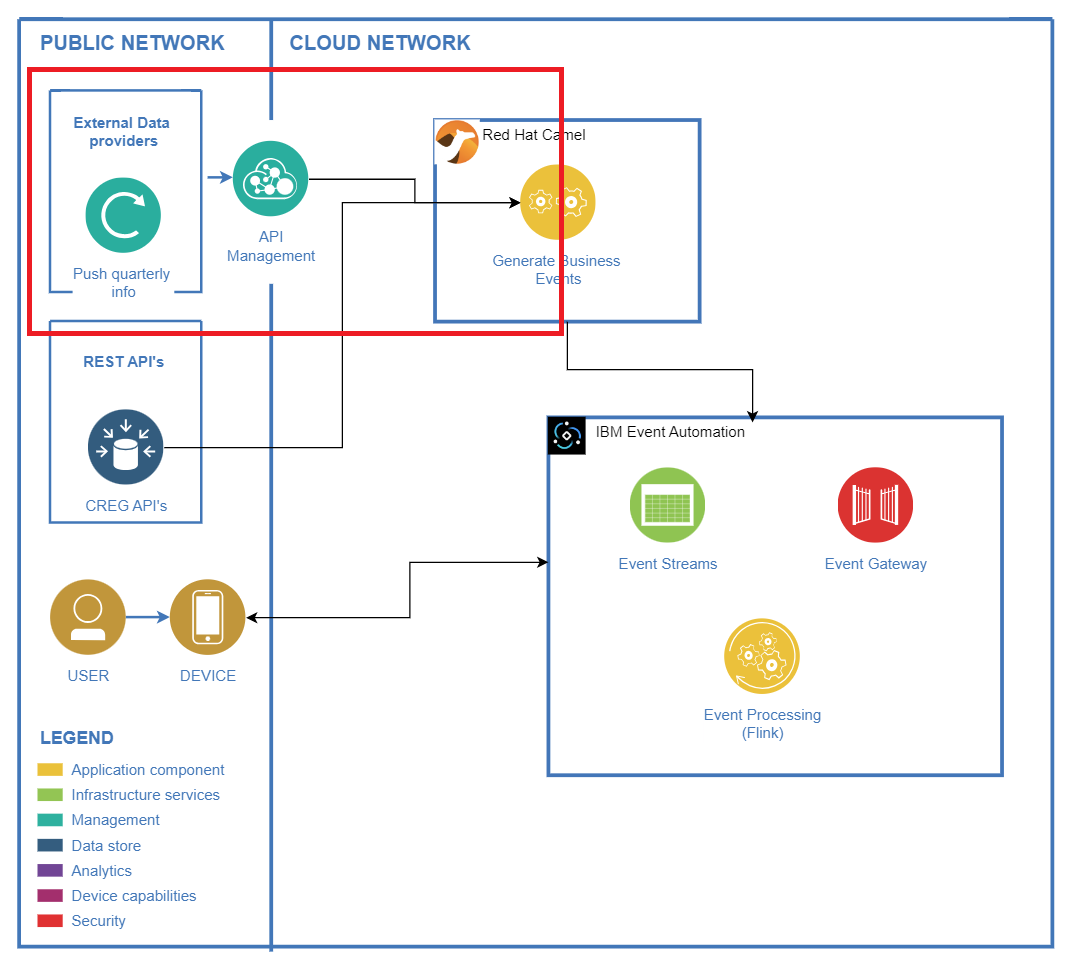 PUBLIC NETWORK
CLOUD NETWORK
External Data
providers
Push quarterly
info
API
Management
Red Hat Camel
Generate Business
Events
REST API's
CREG API's
IBM Event Automation
Event Streams
Event Gateway
Event Processing
(Flink)
USER
DEVICE
LEGEND
Application component
Infrastructure services
Management
Data store
Analytics
Device capabilities
Security